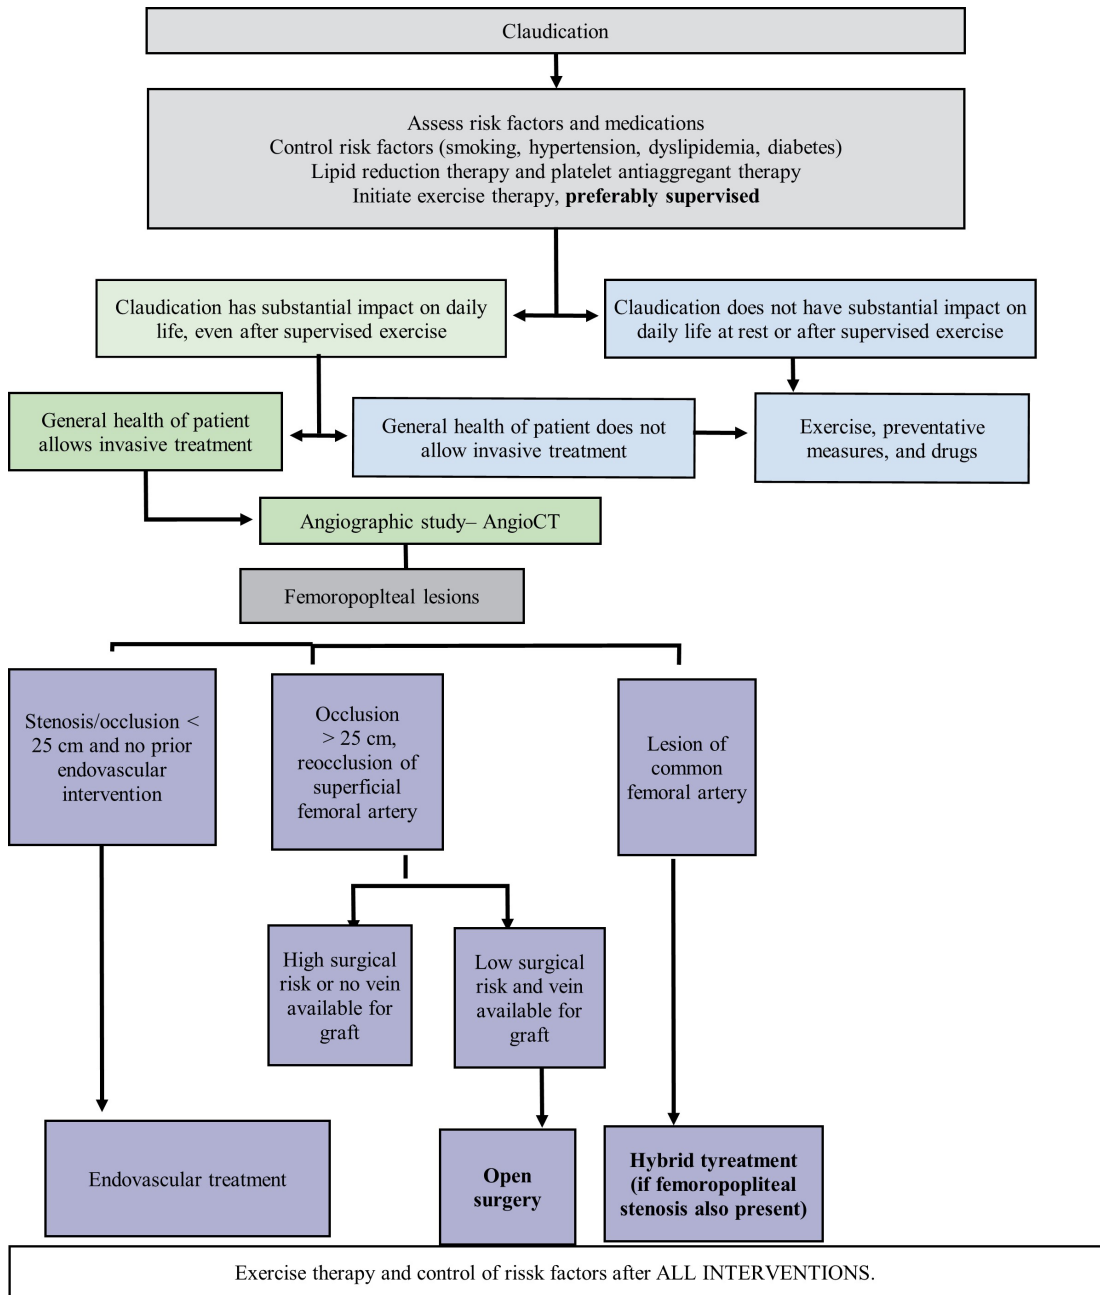 Claudication
Assess risk factors and medications
Control risk factors (smoking, hypertension, dyslipidemia, diabetes)
Lipid reduction therapy and platelet antiaggregant therapy
Initiate exercise therapy, preferably supervised
Claudication has substantial impact on daily
life, even after supervised exercise
Claudication does not have substantial impact on
daily life at rest or after supervised exercise
General health of patient
allows invasive treatment
General health of patient does not
allow invasive treatment
Exercise, preventative
measures, and drugs
Angiographic study– AngioCT
Femoropoplteal lesions
Stenosis/occlusion <
25 cm and no prior
endovascular
intervention
Occlusion
> 25 cm,
reocclusion of
superficial
femoral artery
Lesion of
common
femoral artery
High surgical
risk or no vein
available for
graft
Low surgical
risk and vein
available for
graft
Endovascular treatment
Open
surgery
Hybrid tyreatment
(if femoropopliteal
stenosis also present)
Exercise therapy and control of rissk factors after ALL INTERVENTIONS.